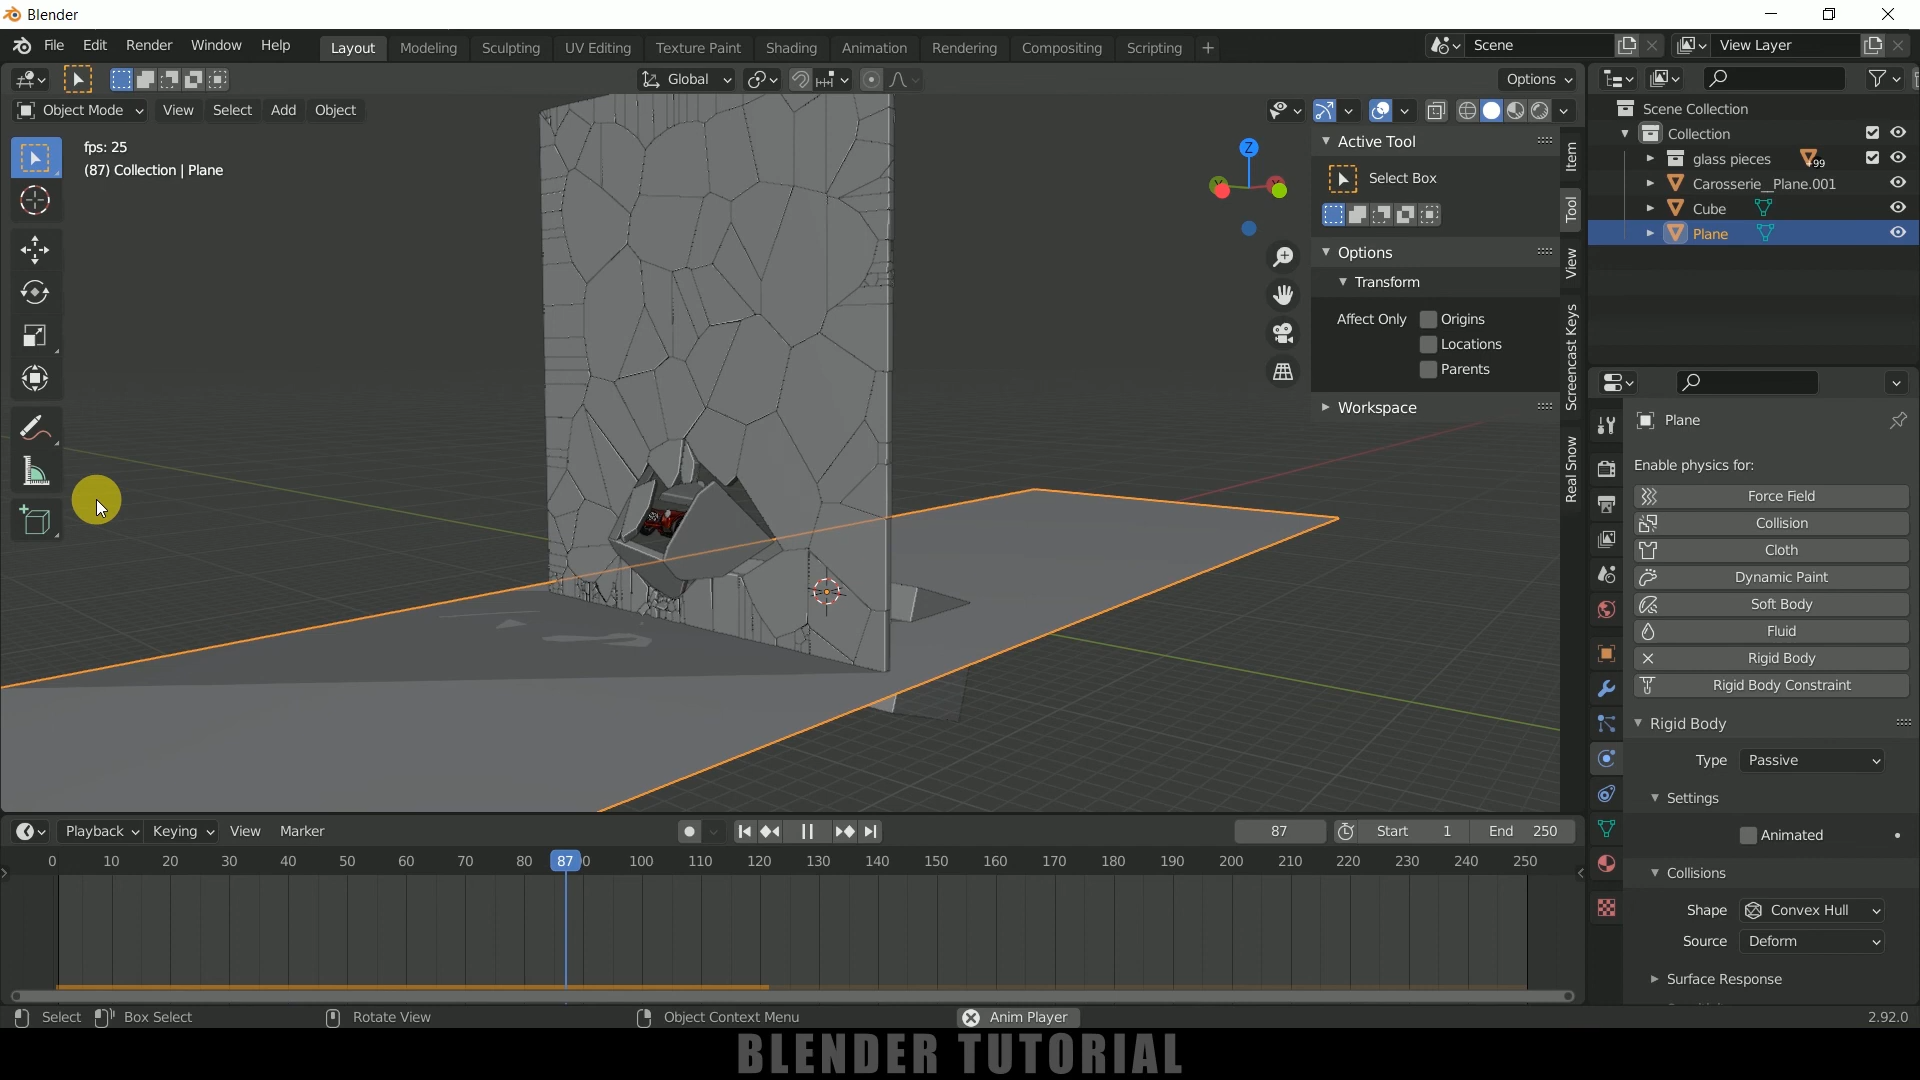 Blender
File Edit Render Window Help Layout Modeling Sculpting UV Editing Texture Paint Shading Animation Rendering Compositing Scripting + Scene View Layer
Global Options
Object Mode View Select Add Object
fps: 25
(87) Collection | Plane
Z
Active Tool
Select Box
Options
Transform
Affect Only Origins
Locations
Parents
Workspace
Item
Tool
View
Screencast Keys
Real Snow
Scene Collection
Collection
glass pieces +99
Carosserie_Plane.001
Cube
Plane
Plane
Enable physics for:
Force Field
Collision
Cloth
Dynamic Paint
Soft Body
Fluid
Rigid Body
Rigid Body Constraint
Rigid Body
Type Passive
Settings
Animated
Collisions
Shape Convex Hull
Source Deform
Surface Response
Playback Keying View Marker 87 Start 1 End 250
0 10 20 30 40 50 60 70 80 87 100 110 120 130 140 150 160 170 180 190 200 210 220 230 240 250
Select Box Select Rotate View Object Context Menu Anim Player 2.92.0
BLENDER TUTORIAL